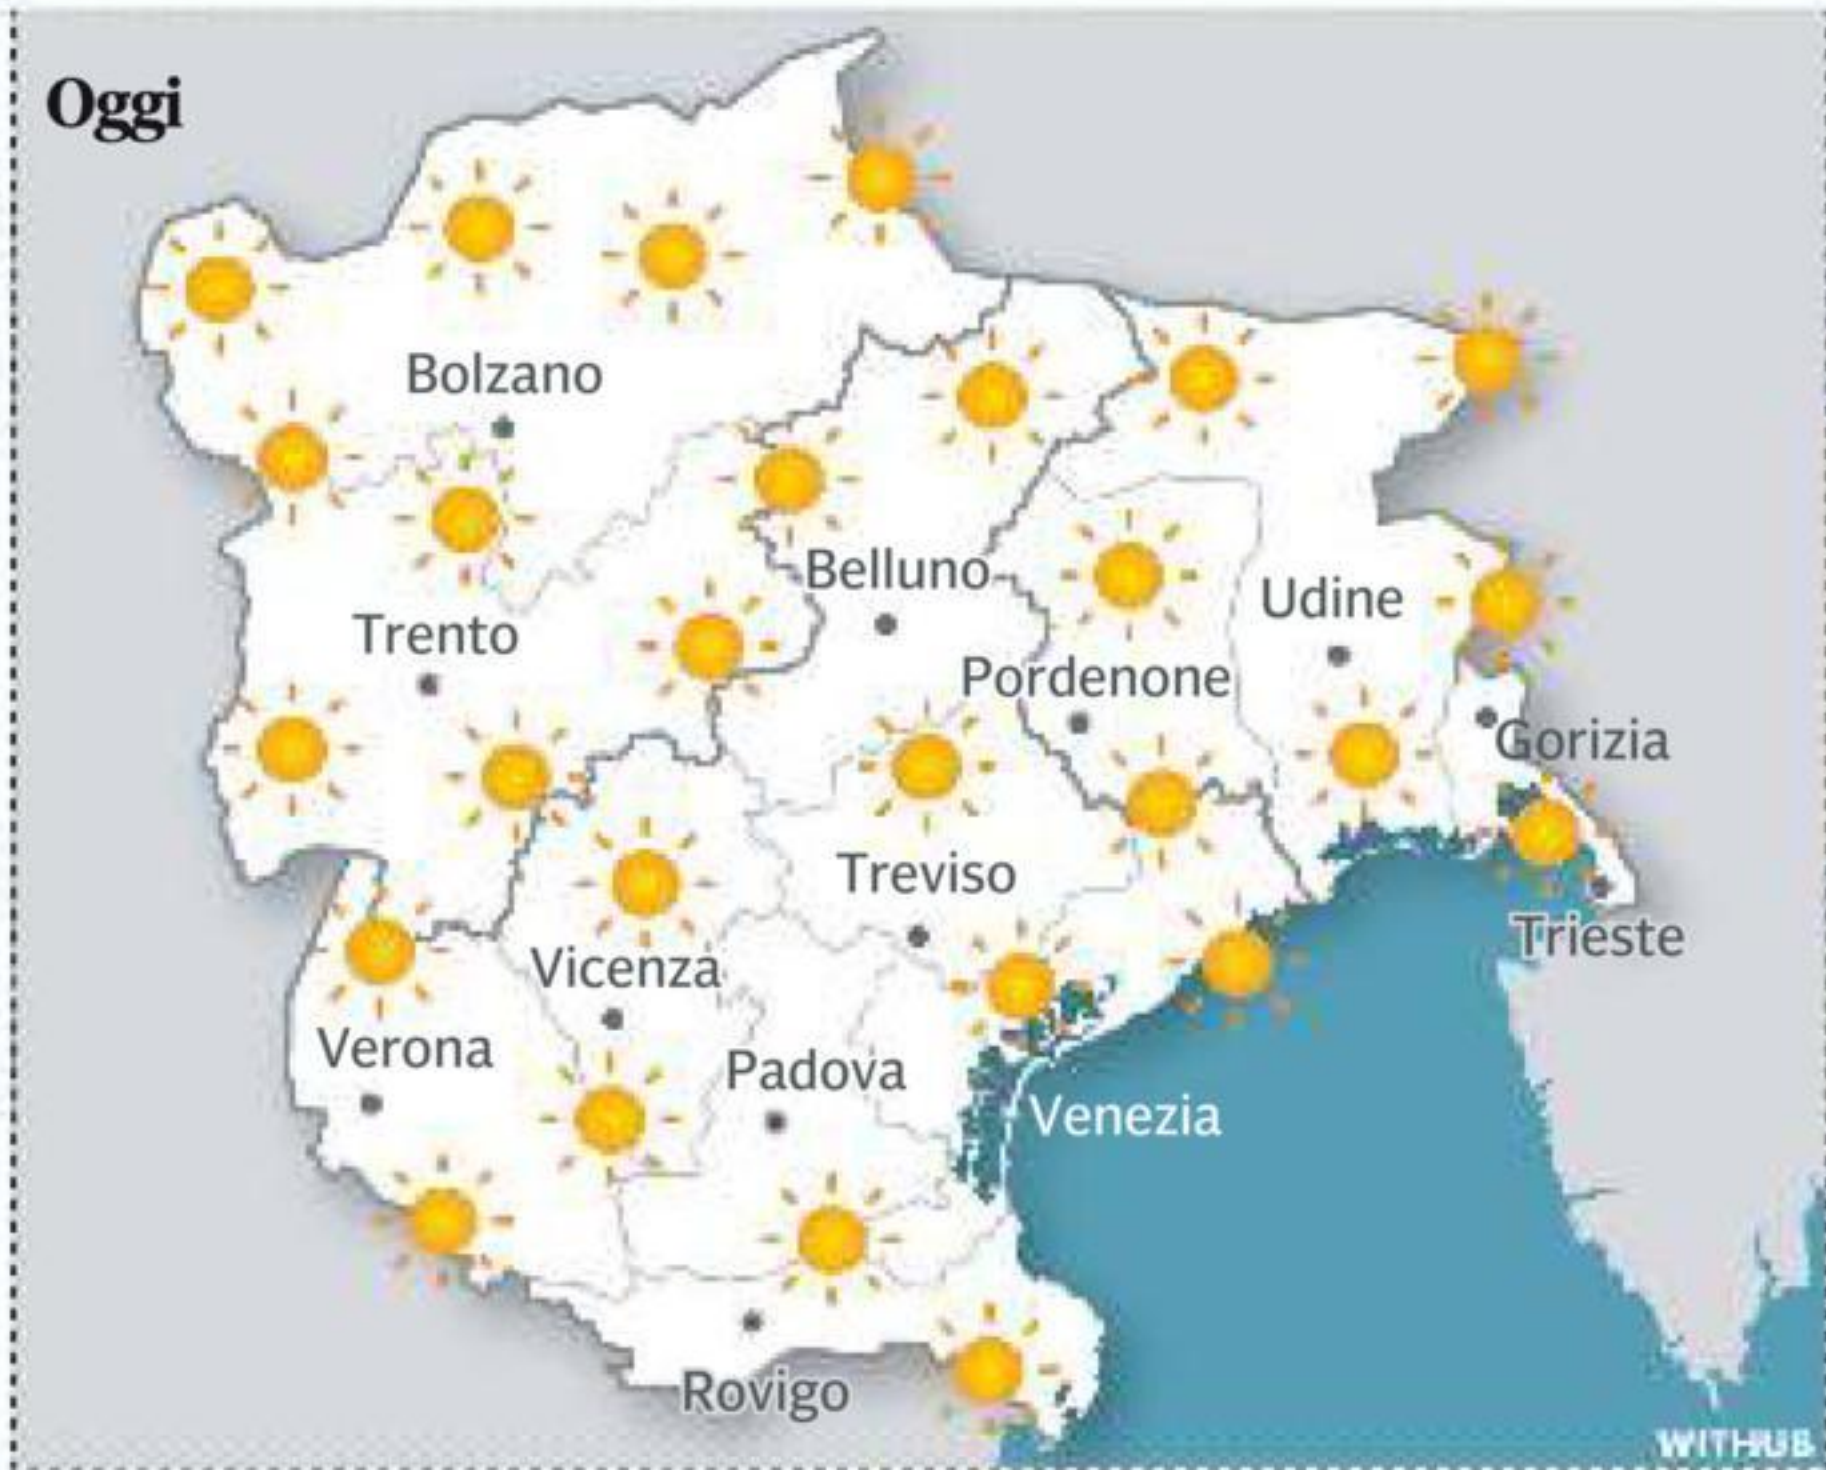 Oggi
Bolzano
Belluno
Udine
Trento
Pordenone
Gorizia
Treviso
Trieste
Vicenza
Verona
Padova
Venezia
Rovigo
WITHUB